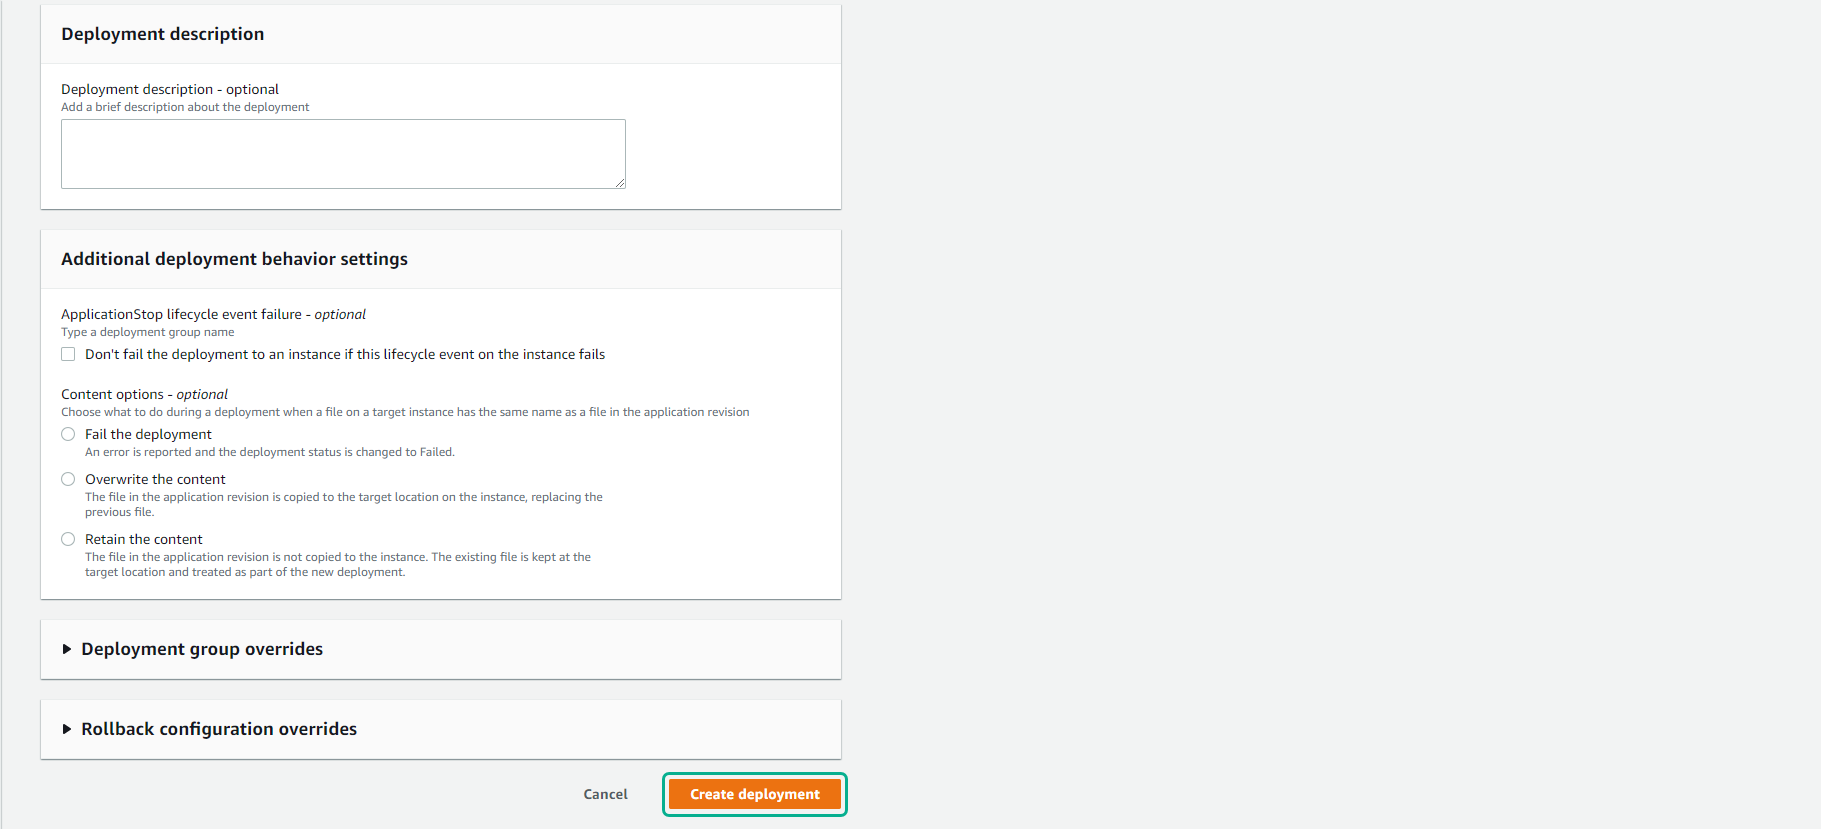 Deployment description
Deployment description - optional
Add a brief description about the deployment
Additional deployment behavior settings
ApplicationStop lifecycle event failure - optional
Type a deployment group name
Don't fail the deployment to an instance if this lifecycle event on the instance fails
Content options - optional
Choose what to do during a deployment when a file on a target instance has the same name as a file in the application revision
Fail the deployment
An error is reported and the deployment status is changed to Failed.
Overwrite the content
The file in the application revision is copied to the target location on the instance, replacing the
previous file.
Retain the content
The file in the application revision is not copied to the instance. The existing file is kept at the
target location and treated as part of the new deployment.
Deployment group overrides
Rollback configuration overrides
Cancel
Create deployment